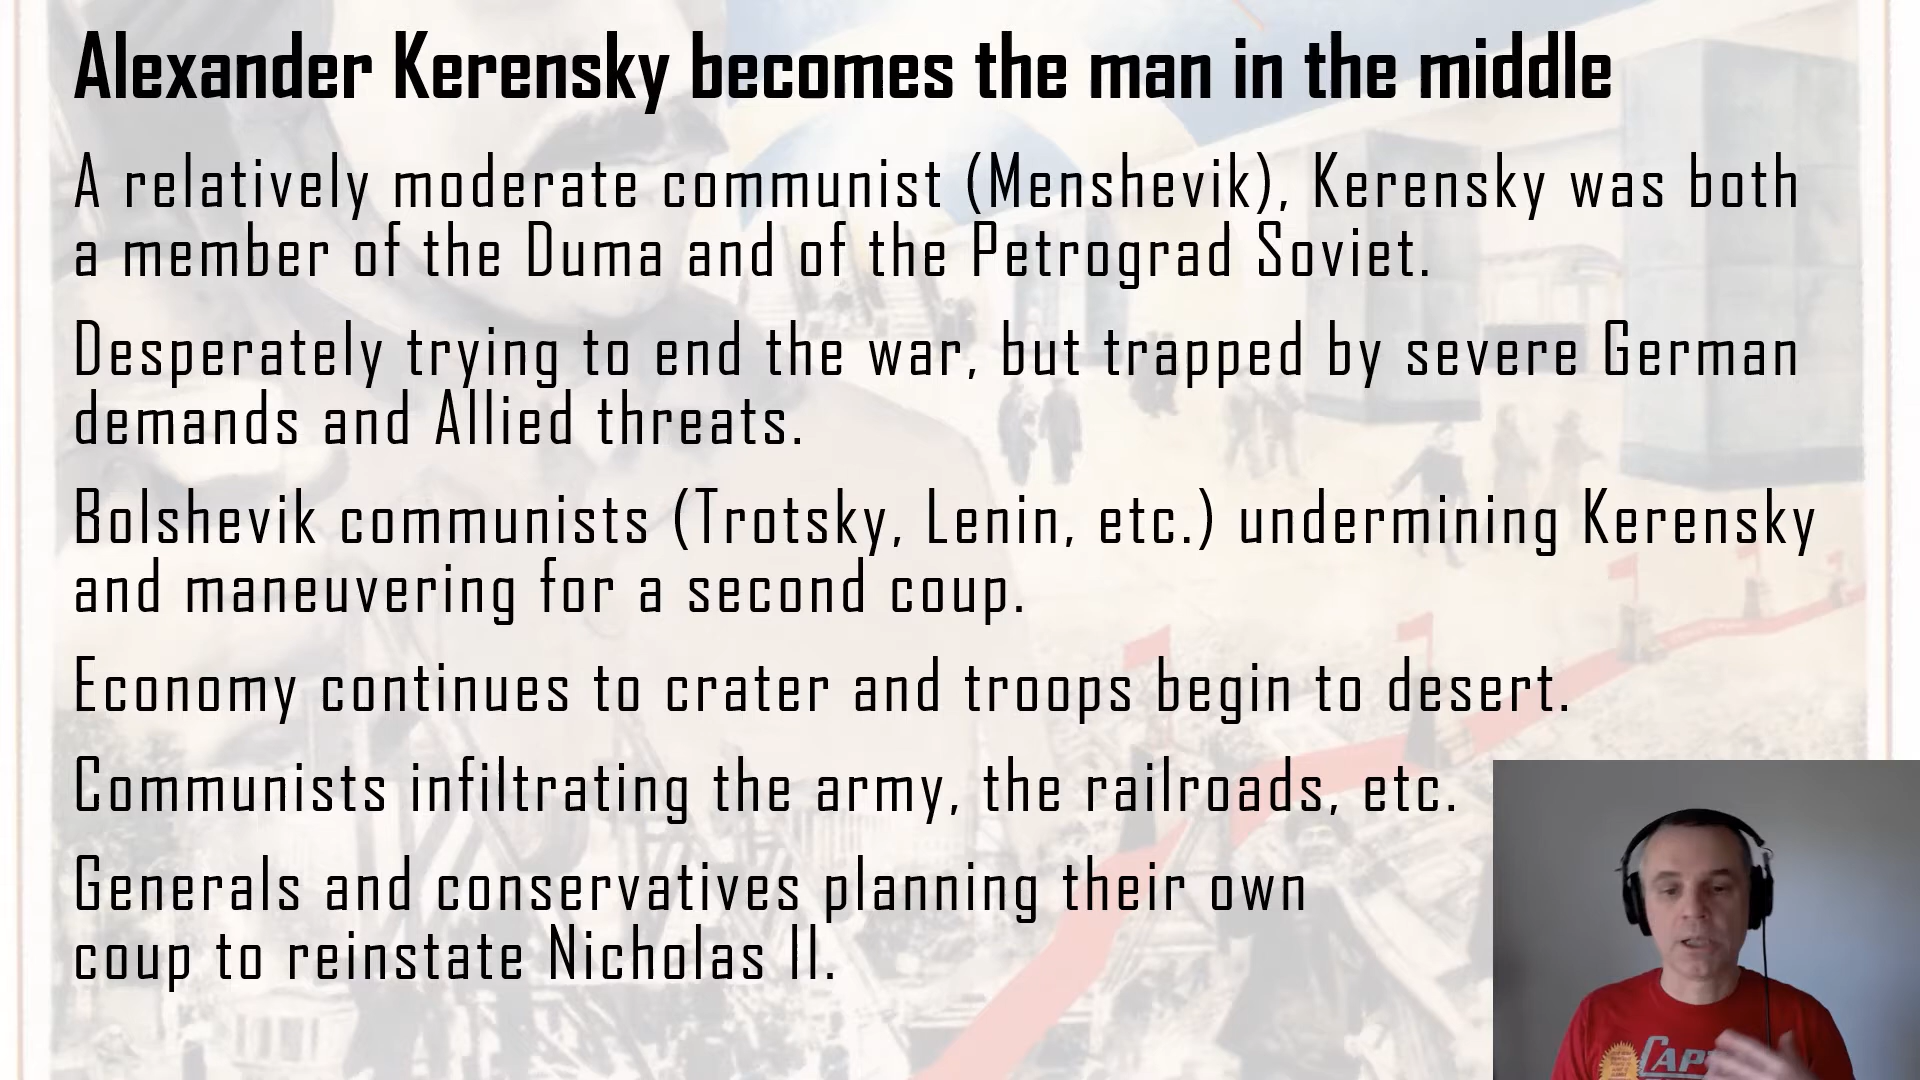 Alexander Kerensky becomes the man in the middle
A relatively moderate communist (Menshevik), Kerensky was both
a member of the Duma and of the Petrograd Soviet.
Desperately trying to end the war, but trapped by severe German
demands and Allied threats.
Bolshevik communists (Trotsky, Lenin, etc.) undermining Kerensky
and maneuvering for a second coup.
Economy continues to crater and troops begin to desert.
Communists infiltrating the army, the railroads, etc.
Generals and conservatives planning their own
coup to reinstate Nicholas II.